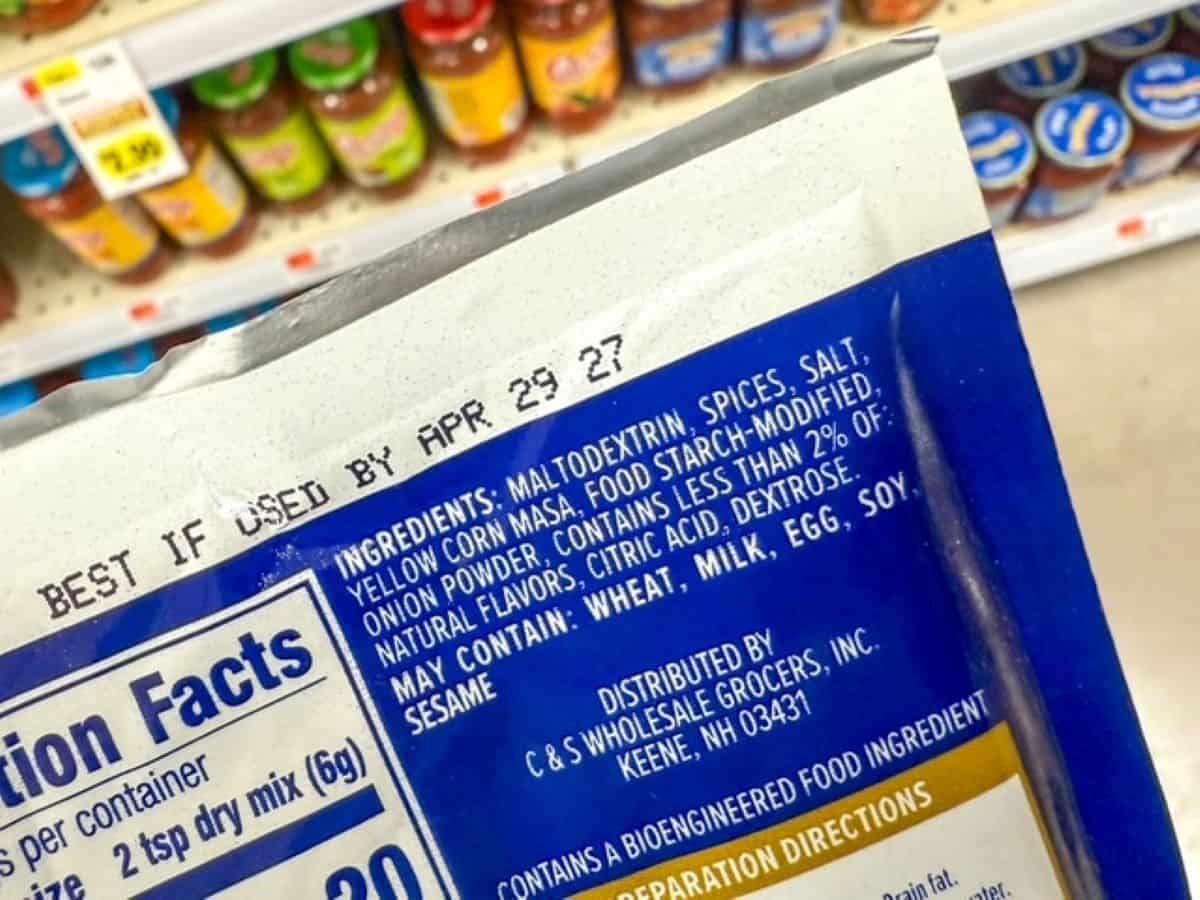 2.99
BEST IF USED BY APR 29 27
INGREDIENTS: MALTODEXTRIN, SPICES, SALT,
YELLOW CORN MASA, FOOD STARCH-MODIFIED,
ONION POWDER, CONTAINS LESS THAN 2% OF:
NATURAL FLAVORS, CITRIC ACID, DEXTROSE.
MAY CONTAIN: WHEAT, MILK, EGG, SOY,
SESAME
DISTRIBUTED BY
C & S WHOLESALE GROCERS, INC.
KEENE, NH 03431
CONTAINS A BIOENGINEERED FOOD INGREDIENT
REPARATION DIRECTIONS
Drain fat.
ater.
tion Facts
s per container
ize 2 tsp dry mix (6g)
20